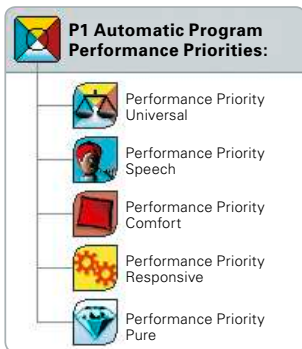 P1 Automatic Program
Performance Priorities:
Performance Priority
Universal
Performance Priority
Speech
Performance Priority
Comfort
Performance Priority
Responsive
Performance Priority
Pure